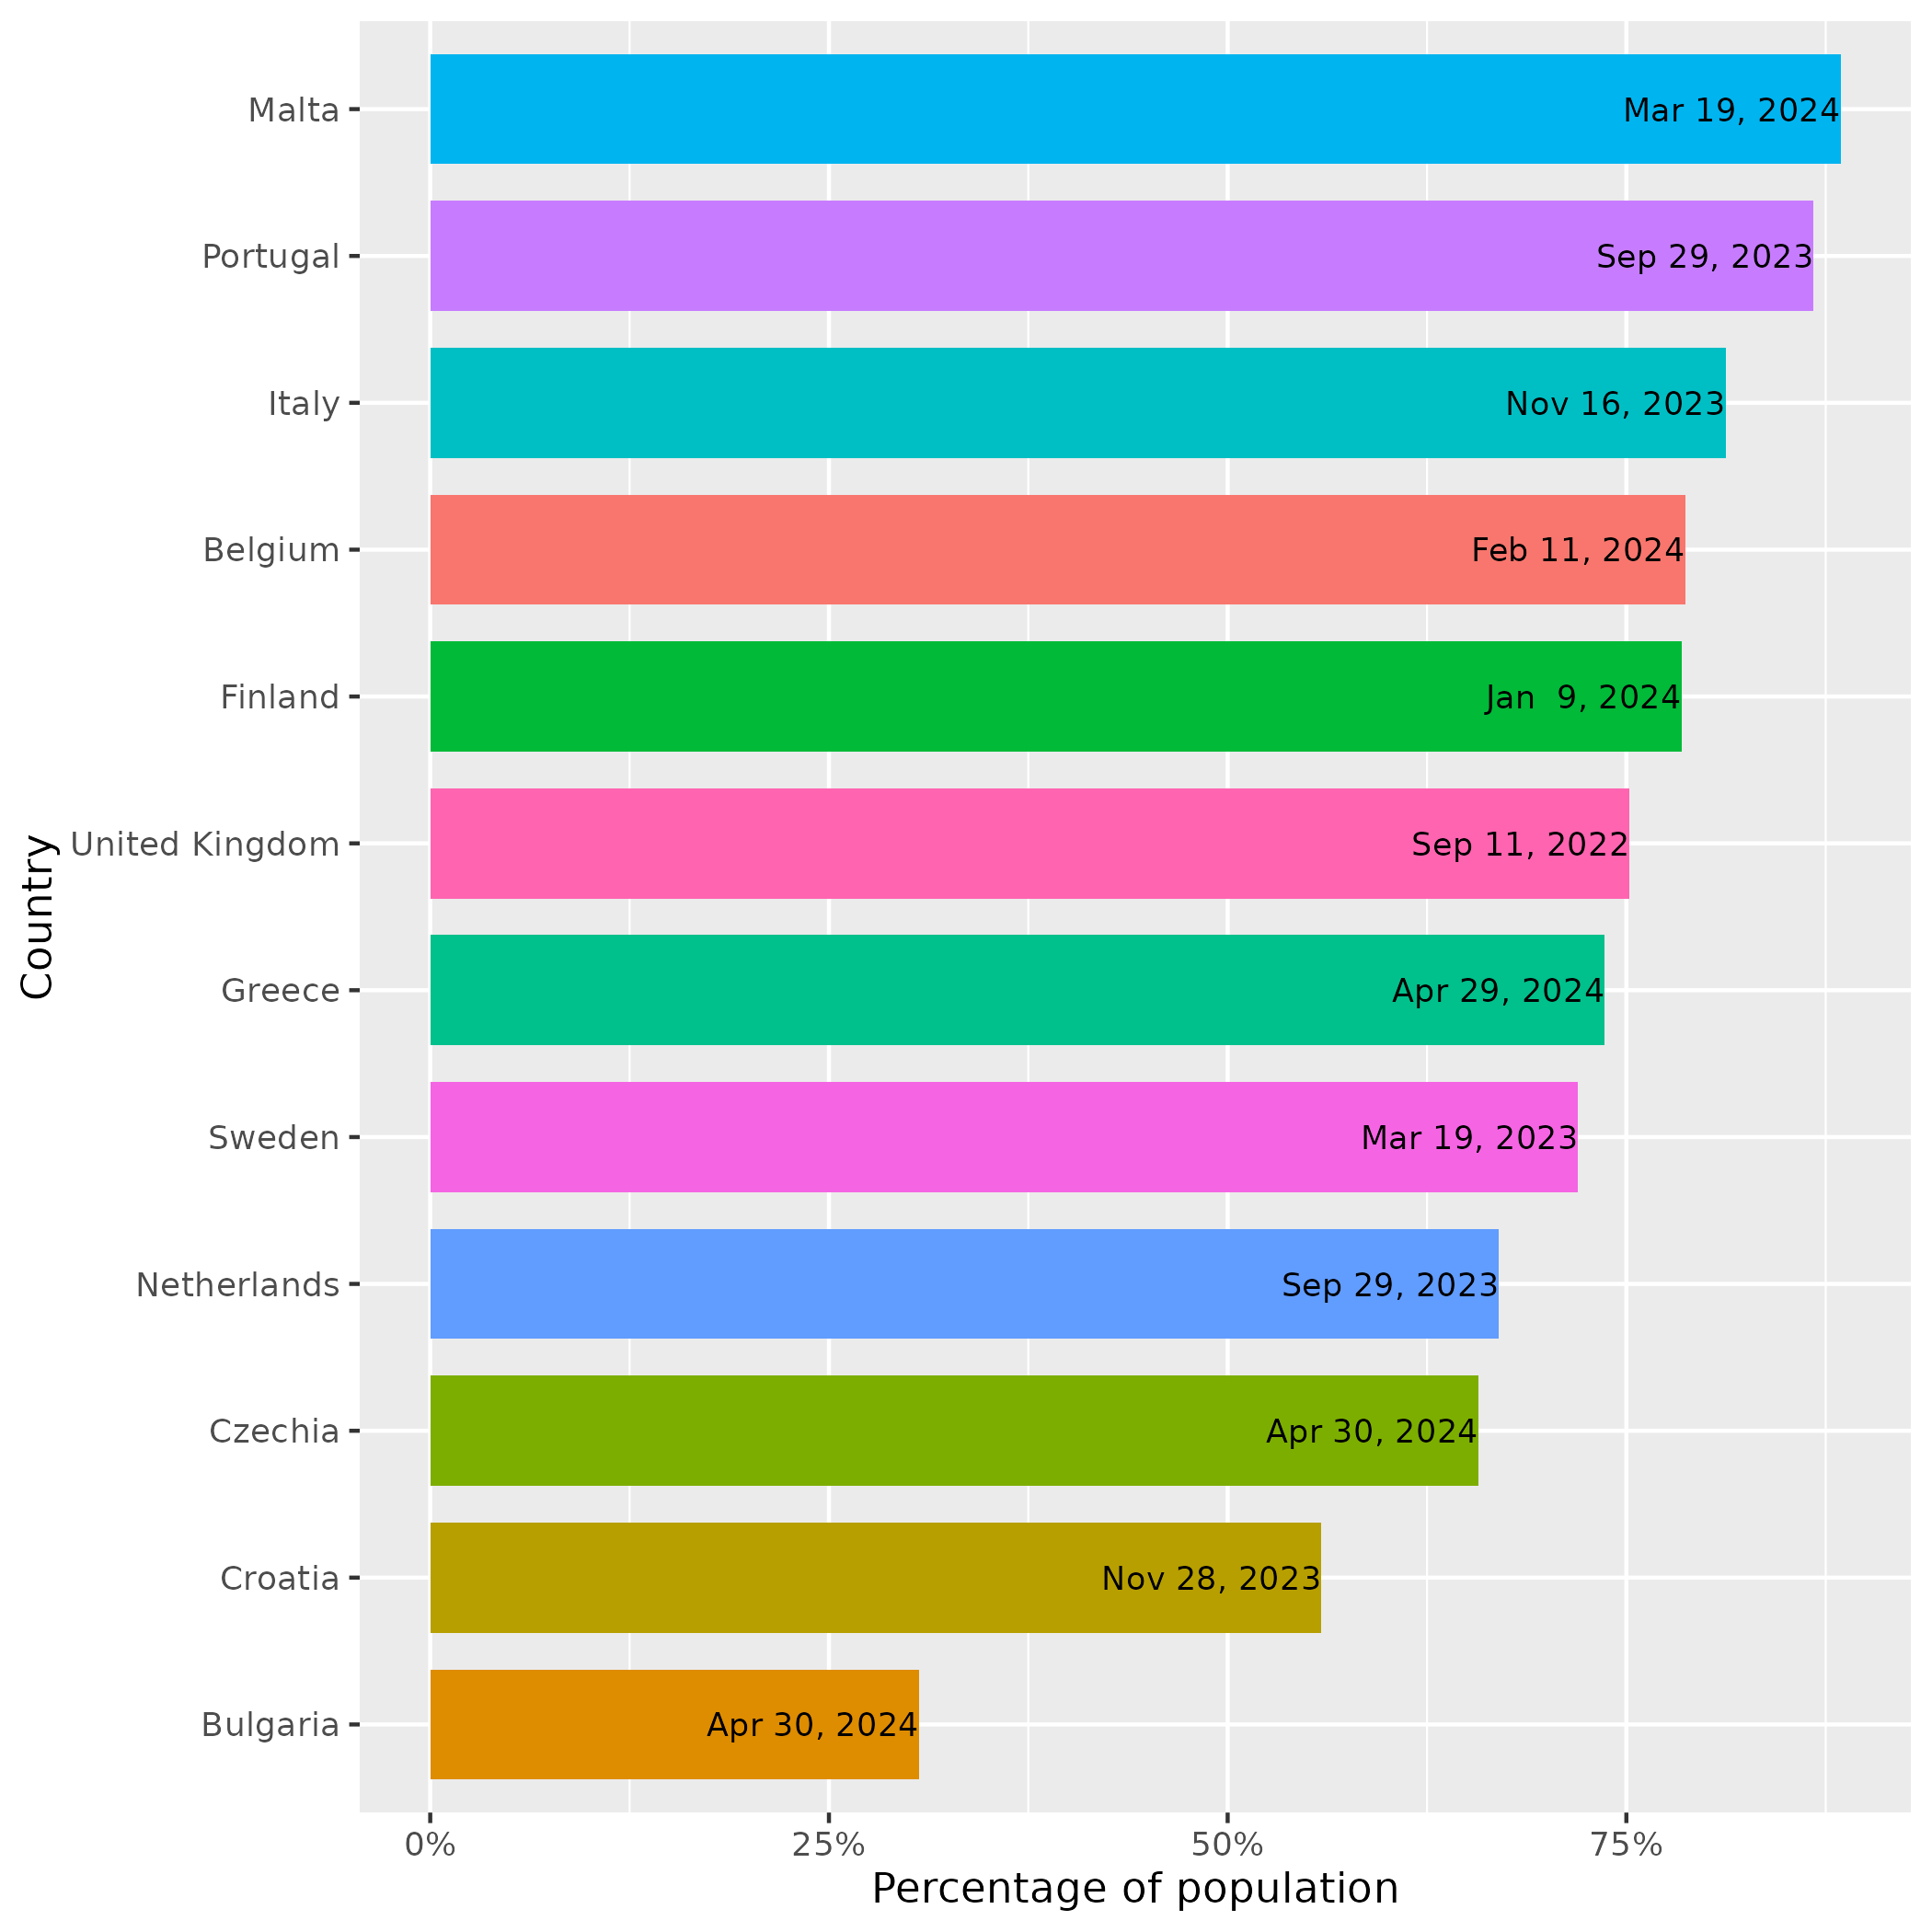 Country
Malta
Mar 19, 2024
Portugal
Sep 29, 2023
Italy
Nov 16, 2023
Belgium
Feb 11, 2024
Finland
Jan  9, 2024
United Kingdom
Sep 11, 2022
Greece
Apr 29, 2024
Sweden
Mar 19, 2023
Netherlands
Sep 29, 2023
Czechia
Apr 30, 2024
Croatia
Nov 28, 2023
Bulgaria
Apr 30, 2024
0% 25% 50% 75%
Percentage of population